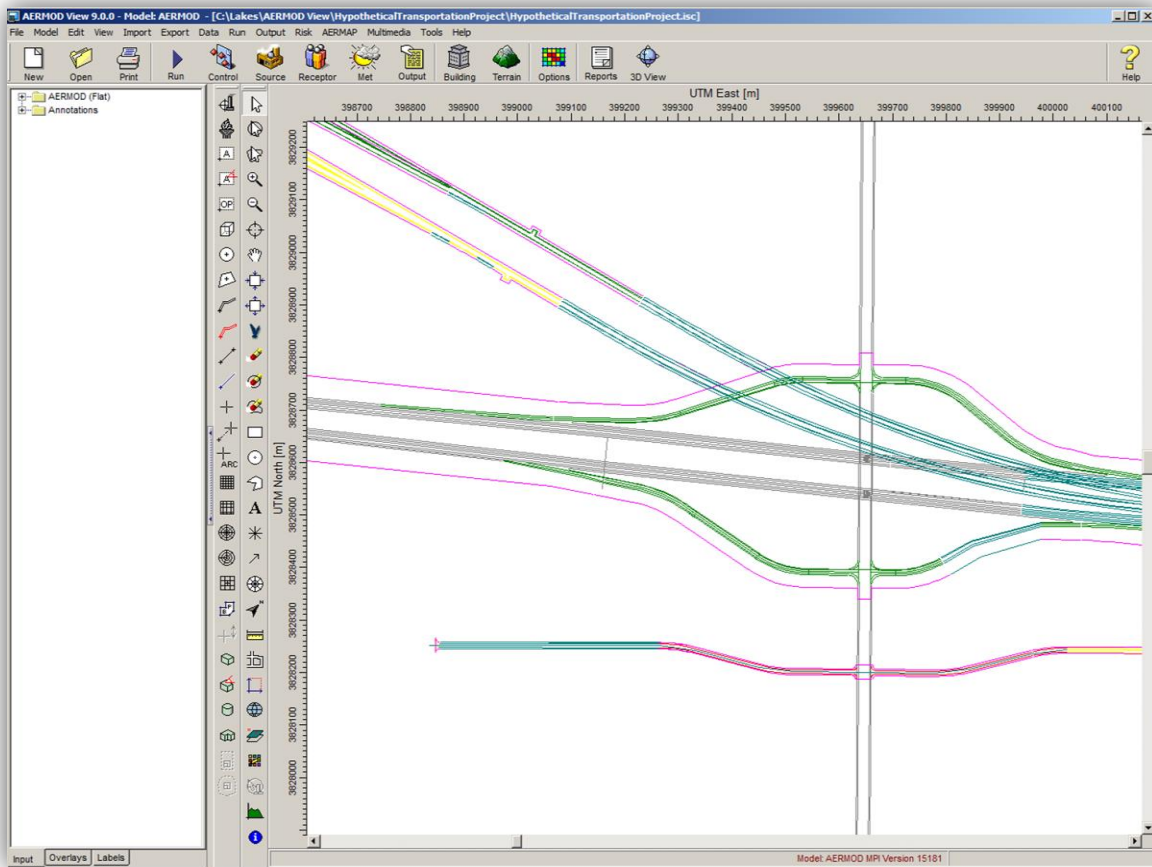 AERMOD View 9.0.0 - Model: AERMOD - [C:\Lakes\AERMOD View\HypotheticalTransportationProject\HypotheticalTransportationProject.isc]
File Model Edit View Import Export Data Run Output Risk AERMAP Multimedia Tools Help
New Open Print Run Control Source Receptor Met Output Building Terrain Options Reports 3D View Help
AERMOD (Flat)
Annotations
UTM East [m]
398700 398800 398900 399000 399100 399200 399300 399400 399500 399600 399700 399800 399900 400000 400100
UTM North [m]
3829200
3829100
3829000
3828900
3828800
3828700
3828600
3828500
3828400
3828300
3828200
3828100
3828000
A
A
OP
ARC
A
Input Overlays Labels
Model: AERMOD MPI Version 15181